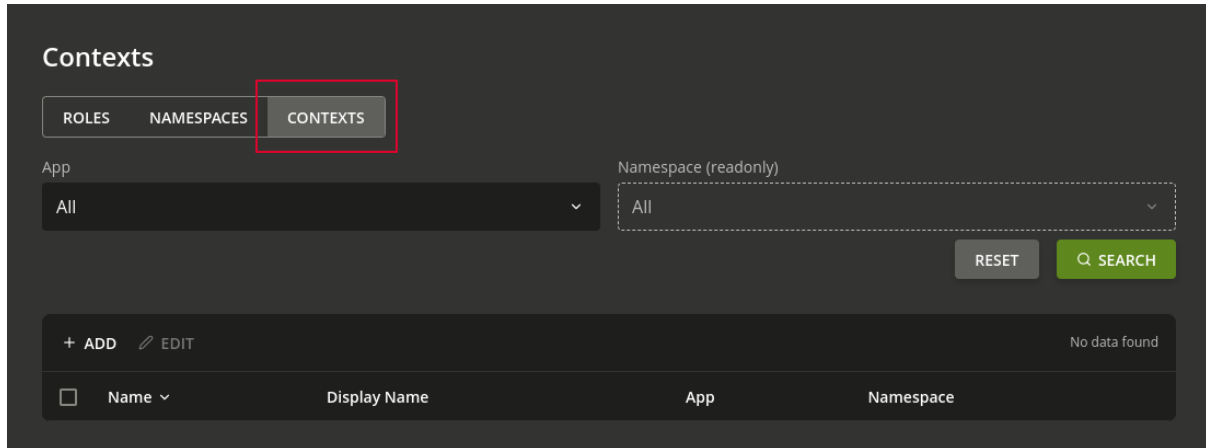 Contexts
ROLES NAMESPACES CONTEXTS
App Namespace (readonly)
All All
RESET SEARCH
+ ADD EDIT No data found
Name Display Name App Namespace